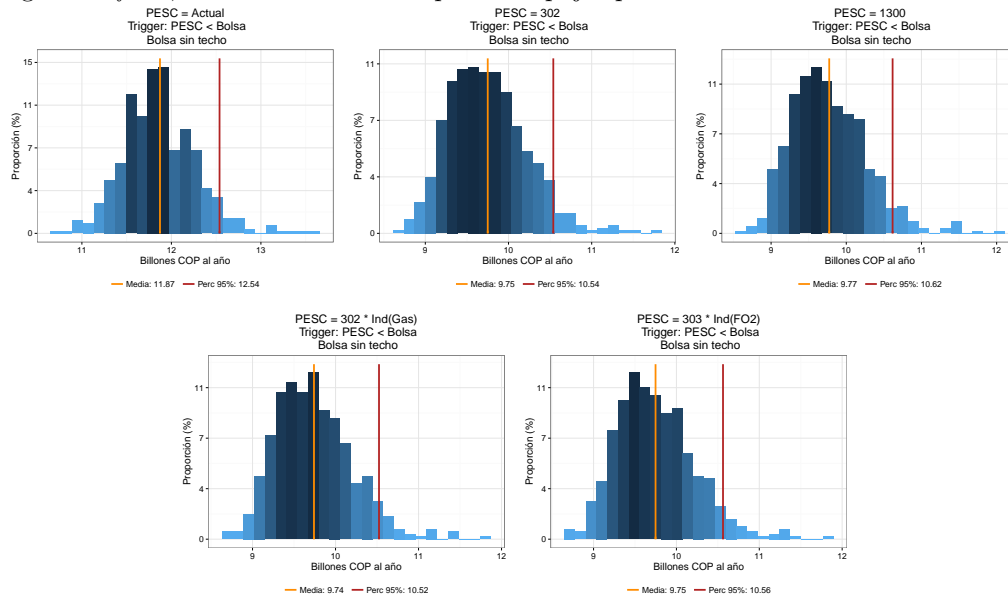 PESC = Actual
Trigger: PESC < Bolsa
Bolsa sin techo
Proporción (%)
15
11
7
4
0
11
12
13
Billones COP al año
Media: 11.87
Perc 95%: 12.54
PESC = 302
Trigger: PESC < Bolsa
Bolsa sin techo
Proporción (%)
11
7
4
0
9
10
11
12
Billones COP al año
Media: 9.75
Perc 95%: 10.54
PESC = 1300
Trigger: PESC < Bolsa
Bolsa sin techo
Proporción (%)
11
7
4
0
9
10
11
12
Billones COP al año
Media: 9.77
Perc 95%: 10.62
PESC = 302 * Ind(Gas)
Trigger: PESC < Bolsa
Bolsa sin techo
Proporción (%)
11
7
4
0
9
10
11
12
Billones COP al año
Media: 9.74
Perc 95%: 10.52
PESC = 303 * Ind(FO2)
Trigger: PESC < Bolsa
Bolsa sin techo
Proporción (%)
11
7
4
0
9
10
11
12
Billones COP al año
Media: 9.75
Perc 95%: 10.56